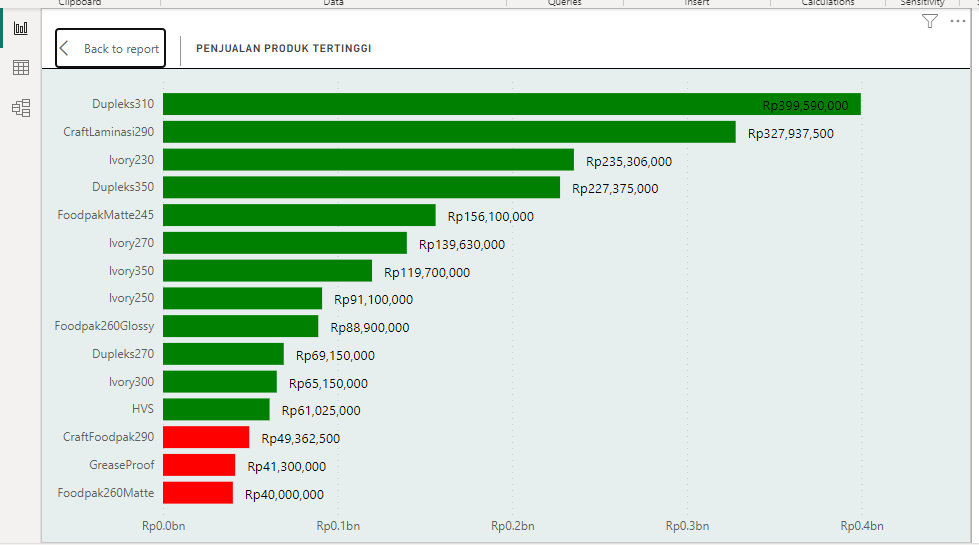 Clipboard Data Queries Insert Calculations Sensitivity
Back to report PENJUALAN PRODUK TERTINGGI
Dupleks310 Rp399,590,000
CraftLaminasi290 Rp327,937,500
Ivory230 Rp235,306,000
Dupleks350 Rp227,375,000
FoodpakMatte245 Rp156,100,000
Ivory270 Rp139,630,000
Ivory350 Rp119,700,000
Ivory250 Rp91,100,000
Foodpak260Glossy Rp88,900,000
Dupleks270 Rp69,150,000
Ivory300 Rp65,150,000
HVS Rp61,025,000
CraftFoodpak290 Rp49,362,500
GreaseProof Rp41,300,000
Foodpak260Matte Rp40,000,000
Rp0.0bn Rp0.1bn Rp0.2bn Rp0.3bn Rp0.4bn